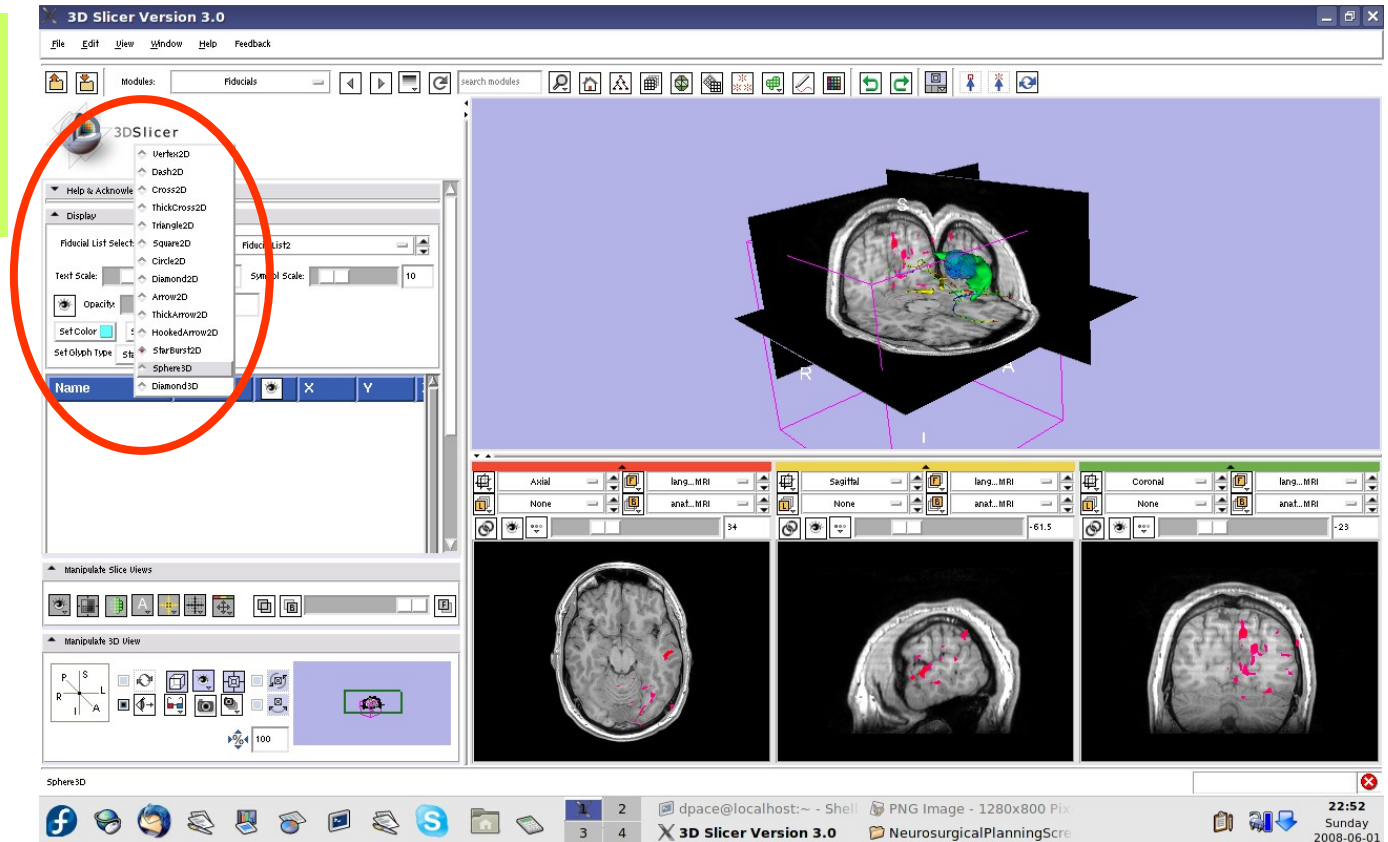 3D Slicer Version 3.0
File Edit View Window Help Feedback
Modules: Fiducials search modules
3DSlicer
Vertex2D
Dash2D
Help & Acknowle
Cross2D
ThickCross2D
Display
Triangle2D
Fiducial List Select
Square2D
FiducialList2
Circle2D
Text Scale:
Diamond2D
Symbol Scale: 10
Arrow2D
Opacity:
ThickArrow2D
Set Color
HookedArrow2D
Set Glyph Type
StarBurst2D
Sphere3D
Name
Diamond3D
X Y
S
R A
I
Axial lang...MRI
None anat...MRI
34
Sagittal lang...MRI
None anat...MRI
-61.5
Coronal lang...MRI
None anat...MRI
-23
Manipulate Slice Views
Manipulate 3D View
P S
R L
I A
% 100
Sphere3D
1 2
3 4
dpace@localhost:~ - Shell
PNG Image - 1280x800 Pix
3D Slicer Version 3.0
NeurosurgicalPlanningScre
22:52
Sunday
2008-06-01